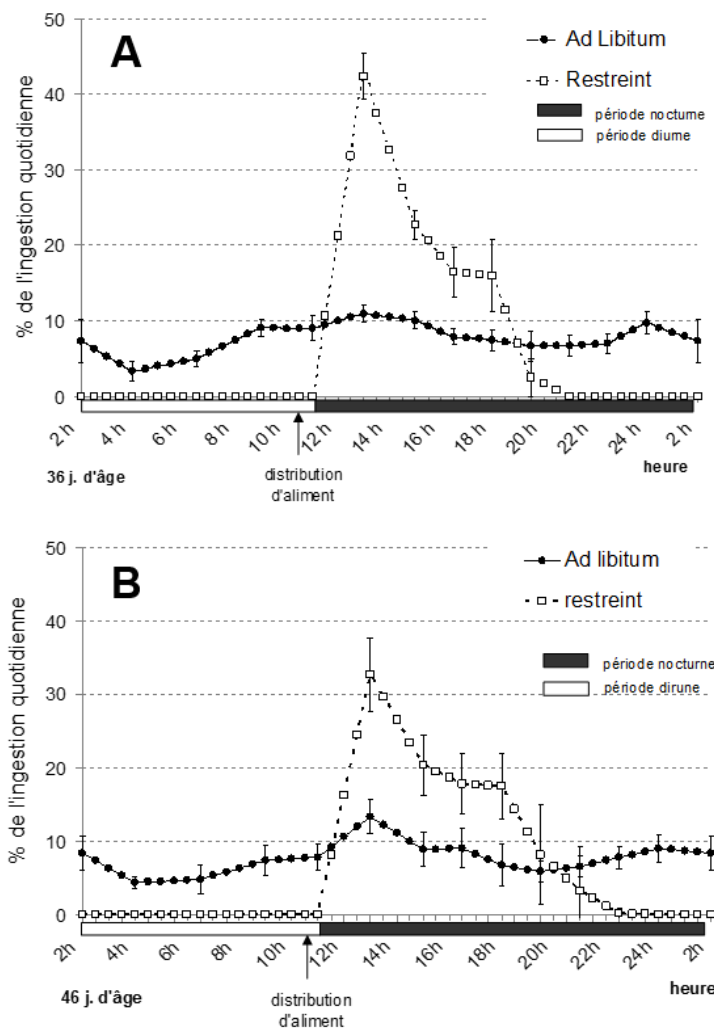 50
40
30
20
10
0
% de l'ingestion quotidienne
A
Ad Libitum
Restreint
période nocturne
période diurne
2 h
4 h
6 h
8 h
10 h
12 h
14 h
16 h
18 h
20 h
22 h
24 h
2 h
heure
distribution
d'aliment
36 j. d'âge
50
40
30
20
10
0
% de l'ingestion quotidienne
B
Ad libitum
restreint
période nocturne
période dirune
2h
4h
6h
8h
10h
12h
14h
16h
18h
20h
22h
24h
2h
heure
distribution
d'aliment
46 j. d'âge